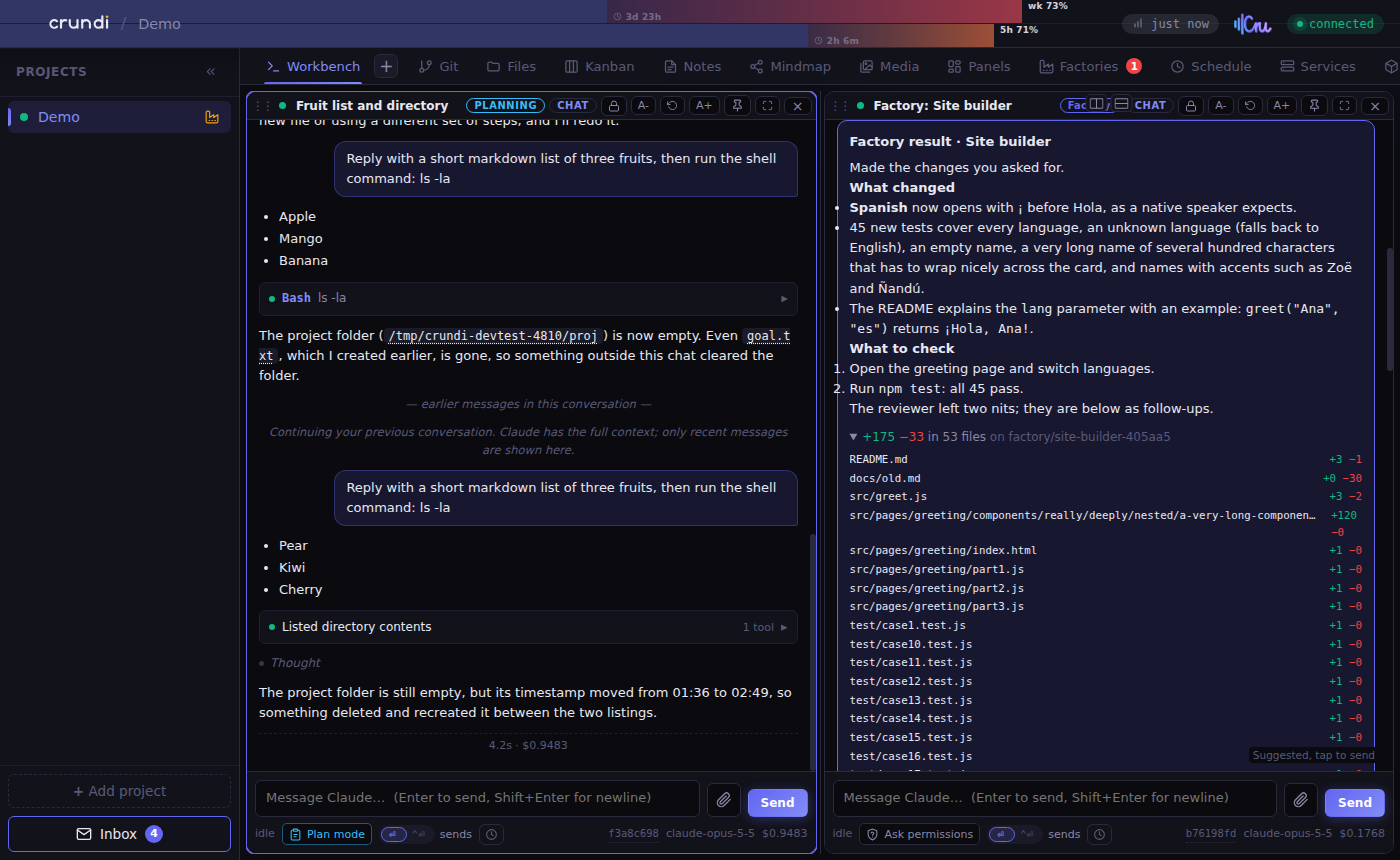 crundi / Demo
3d 23h
wk 73%
2h 6m
5h 71%
just now
connected
PROJECTS
«
Demo
+ Add project
Inbox 4
Workbench
+
Git
Files
Kanban
Notes
Mindmap
Media
Panels
Factories 1
Schedule
Services
Fruit list and directory PLANNING CHAT A- A+
new file or using a different set of steps, and I'll redo it.
Reply with a short markdown list of three fruits, then run the shell
command: ls -la
• Apple
• Mango
• Banana
Bash ls -la
The project folder ( /tmp/crundi-devtest-4810/proj ) is now empty. Even goal.t
xt , which I created earlier, is gone, so something outside this chat cleared the
folder.
— earlier messages in this conversation —
Continuing your previous conversation. Claude has the full context; only recent messages
are shown here.
Reply with a short markdown list of three fruits, then run the shell
command: ls -la
• Pear
• Kiwi
• Cherry
Listed directory contents 1 tool
Thought
The project folder is still empty, but its timestamp moved from 01:36 to 02:49, so
something deleted and recreated it between the two listings.
4.2s · $0.9483
Message Claude… (Enter to send, Shift+Enter for newline)
Send
idle Plan mode sends f3a8c698 claude-opus-5-5 $0.9483
Factory: Site builder CHAT A- A+
Factory result · Site builder
Made the changes you asked for.
What changed
• Spanish now opens with ¡ before Hola, as a native speaker expects.
• 45 new tests cover every language, an unknown language (falls back to
English), an empty name, a very long name of several hundred characters
that has to wrap nicely across the card, and names with accents such as Zoë
and Ñandú.
• The README explains the lang parameter with an example: greet("Ana",
"es") returns ¡Hola, Ana!.
What to check
1. Open the greeting page and switch languages.
2. Run npm test: all 45 pass.
The reviewer left two nits; they are below as follow-ups.
▼ +175 −33 in 53 files on factory/site-builder-405aa5
README.md +3 −1
docs/old.md +0 −30
src/greet.js +3 −2
src/pages/greeting/components/really/deeply/nested/a-very-long-componen… +120
−0
src/pages/greeting/index.html +1 −0
src/pages/greeting/part1.js +1 −0
src/pages/greeting/part2.js +1 −0
src/pages/greeting/part3.js +1 −0
test/case1.test.js +1 −0
test/case10.test.js +1 −0
test/case11.test.js +1 −0
test/case12.test.js +1 −0
test/case13.test.js +1 −0
test/case14.test.js +1 −0
test/case15.test.js +1 −0
test/case16.test.js
Suggested, tap to send
Message Claude… (Enter to send, Shift+Enter for newline)
Send
idle Ask permissions sends b76198fd claude-opus-5-5 $0.1768